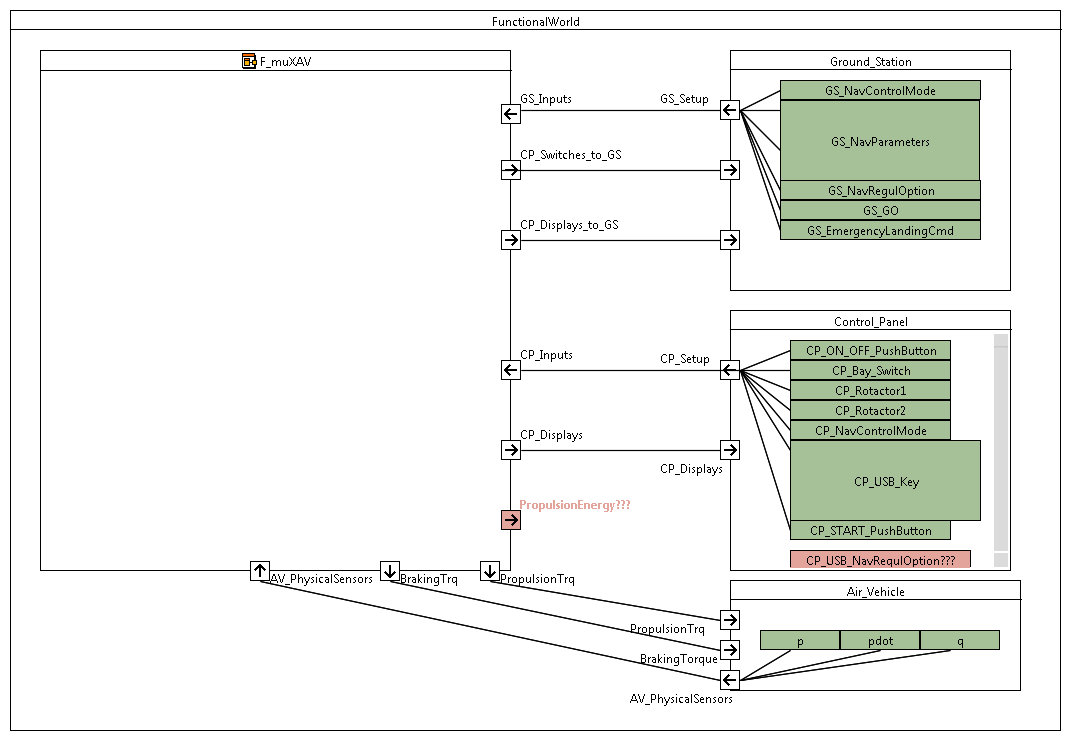 FunctionalWorld
F_muXAV
Ground_Station
GS_Inputs
GS_Setup
GS_NavControlMode
GS_NavParameters
CP_Switches_to_GS
GS_NavRegulOption
GS_GO
CP_Displays_to_GS
GS_EmergencyLandingCmd
Control_Panel
CP_Inputs
CP_Setup
CP_ON_OFF_PushButton
CP_Bay_Switch
CP_Rotactor1
CP_Rotactor2
CP_NavControlMode
CP_Displays
CP_Displays
CP_USB_Key
PropulsionEnergy???
CP_START_PushButton
CP_USB_NavRegulOption???
AV_PhysicalSensors
BrakingTrq
PropulsionTrq
Air_Vehicle
PropulsionTrq
p
pdot
q
BrakingTorque
AV_PhysicalSensors